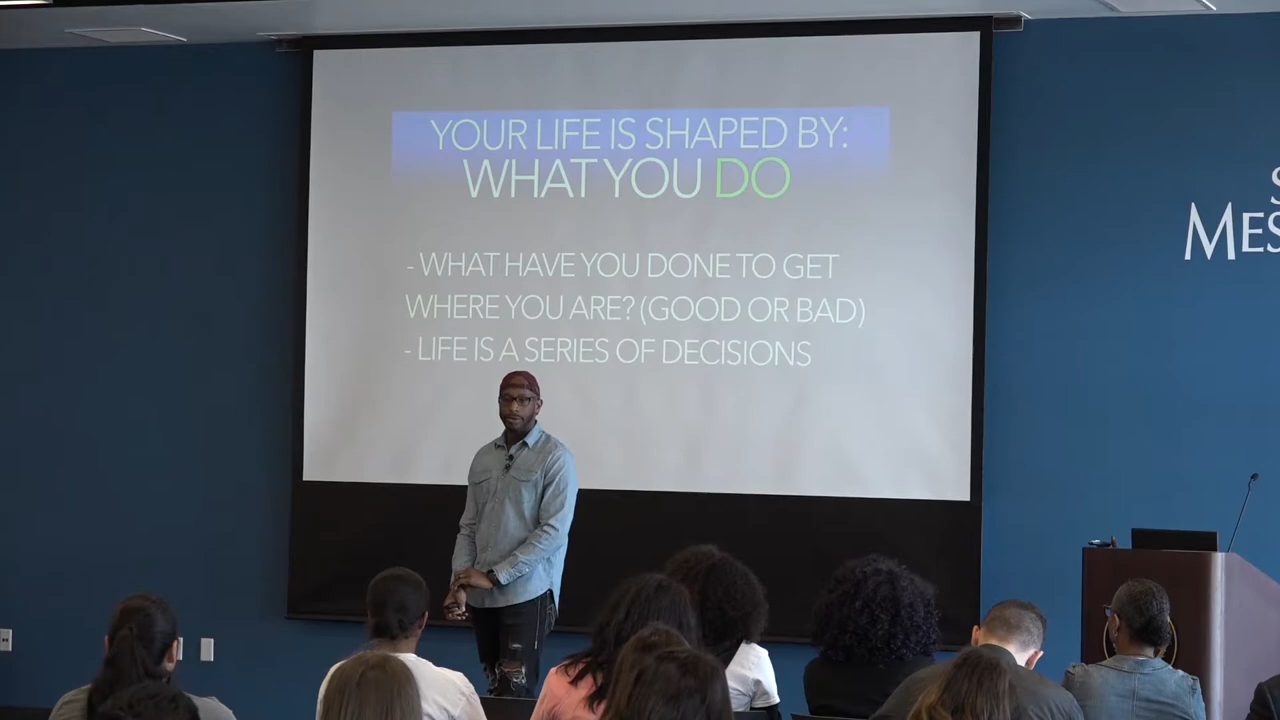 YOUR LIFE IS SHAPED BY:
WHAT YOU DO
- WHAT HAVE YOU DONE TO GET
WHERE YOU ARE? (GOOD OR BAD)
- LIFE IS A SERIES OF DECISIONS